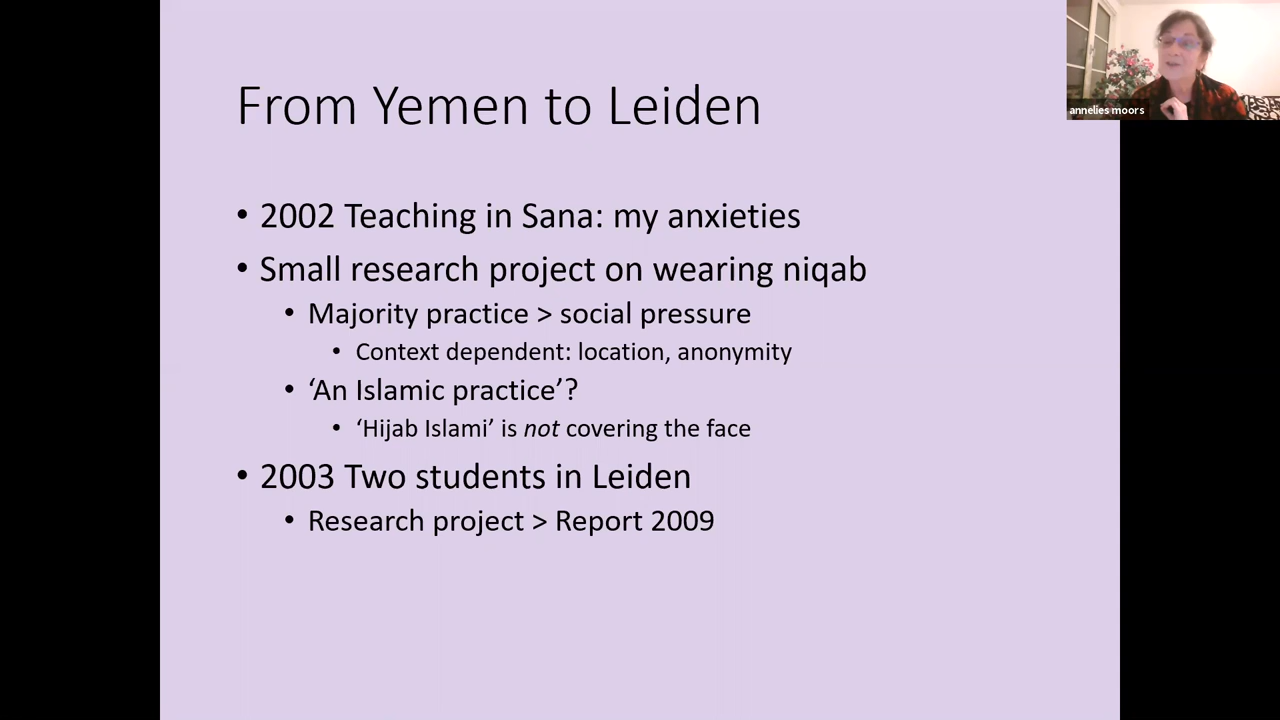 From Yemen to Leiden
annelies moors
• 2002 Teaching in Sana: my anxieties
• Small research project on wearing niqab
• Majority practice > social pressure
• Context dependent: location, anonymity
• ‘An Islamic practice’?
• ‘Hijab Islami’ is not covering the face
• 2003 Two students in Leiden
• Research project > Report 2009